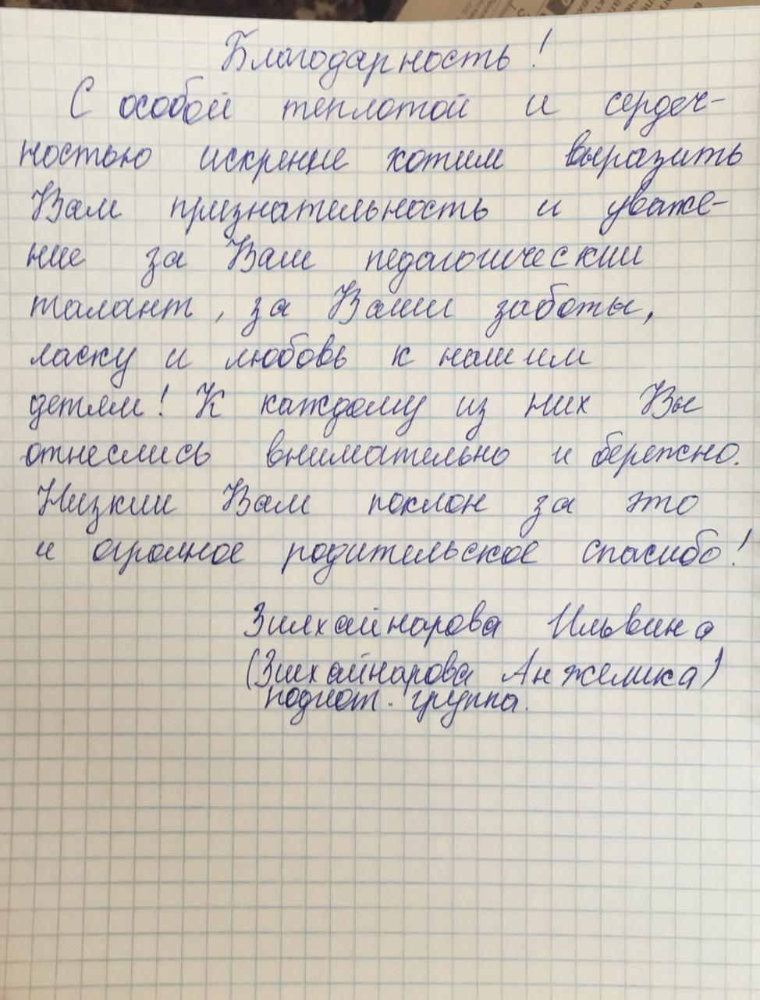 Благодарность!
С особой теплотой и сердеч-
ностью искренне хотим выразить
Вам признательность и уваже-
ние за Ваш педагогический
талант, за Ваши заботы,
ласку и любовь к нашим
детям! К каждому из них Вы
отнеслись внимательно и бережно.
Низкий Вам поклон за это
и огромное родительское спасибо!
Зилхайнарова Ильвина
(Зилхайнарова Анжелика)
подгот. группа.